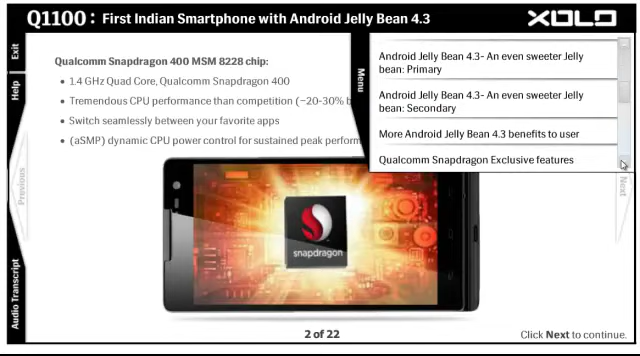 Q1100 : First Indian Smartphone with Android Jelly Bean 4.3
XOLO
Exit
Help
Previous
Audio Transcript
Qualcomm Snapdragon 400 MSM 8228 chip:
• 1.4 GHz Quad Core, Qualcomm Snapdragon 400
• Tremendous CPU performance than competition (~20-30% b
• Switch seamlessly between your favorite apps
• (aSMP) dynamic CPU power control for sustained peak perform
Menu
Android Jelly Bean 4.3- An even sweeter Jelly
bean: Primary
Android Jelly Bean 4.3- An even sweeter Jelly
bean: Secondary
More Android Jelly Bean 4.3 benefits to user
Qualcomm Snapdragon Exclusive features
Next
snapdragon
2 of 22
Click Next to continue.